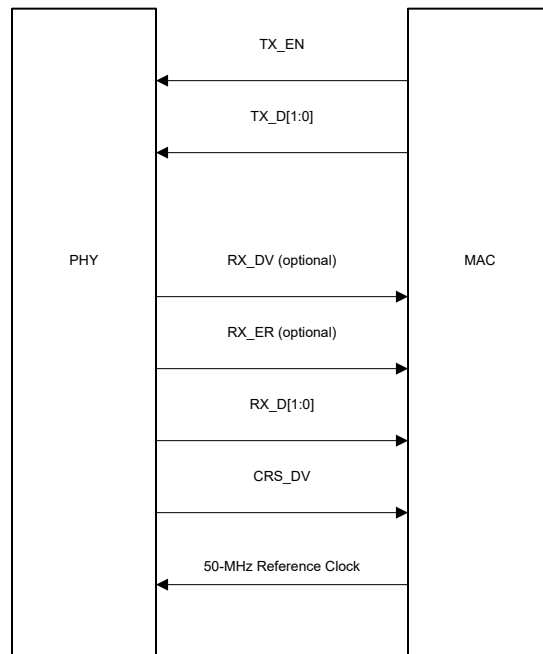 TX_EN
TX_D[1:0]
PHY
RX_DV (optional)
MAC
RX_ER (optional)
RX_D[1:0]
CRS_DV
50-MHz Reference Clock